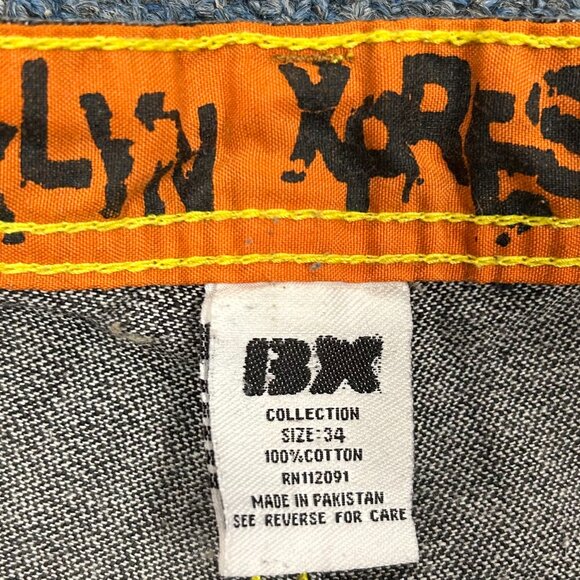 LYN XPRES
BX
COLLECTION
SIZE:34
100%COTTON
RN112091
MADE IN PAKISTAN
SEE REVERSE FOR CARE